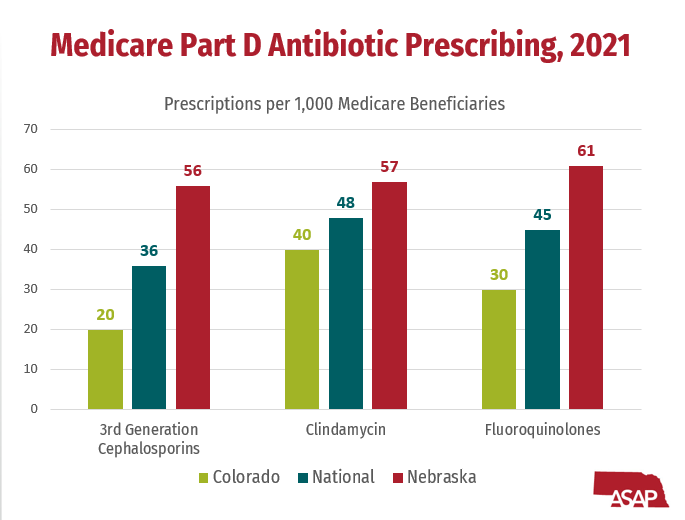 Medicare Part D Antibiotic Prescribing, 2021
Prescriptions per 1,000 Medicare Beneficiaries
70
60
50
40
30
20
10
0
20
36
56
40
48
57
30
45
61
3rd Generation
Cephalosporins
Clindamycin
Fluoroquinolones
Colorado
National
Nebraska
ASAP